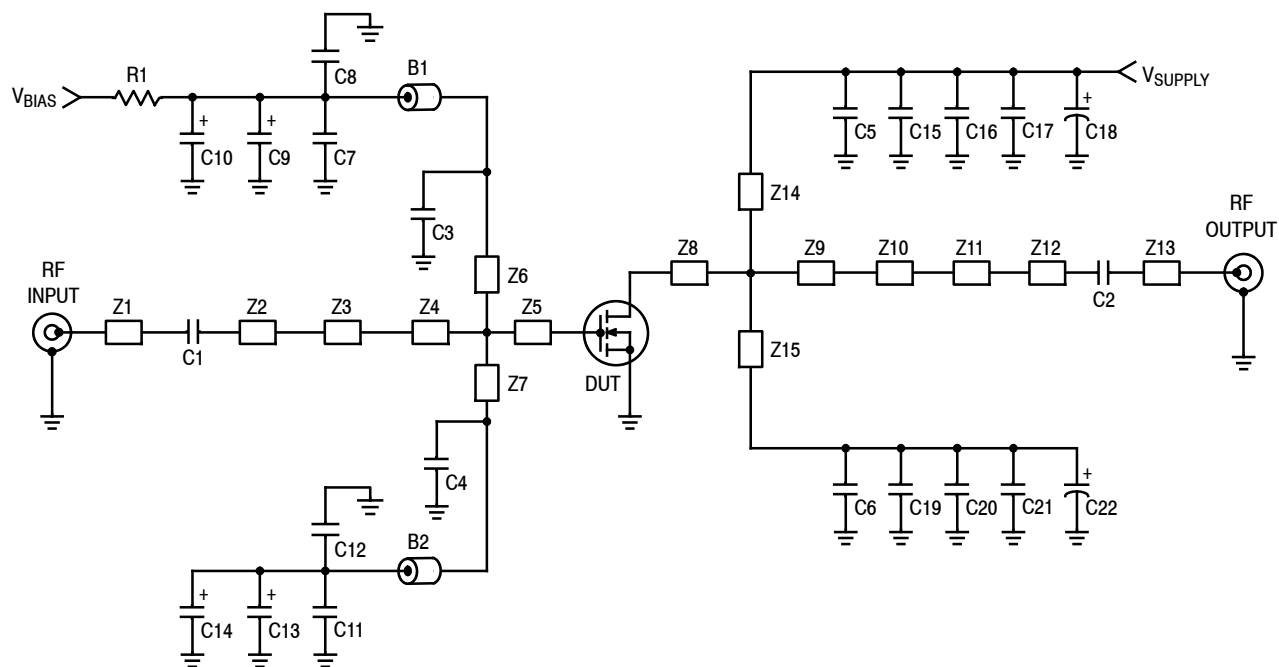 C8
B1
R1
V_BIAS
V_SUPPLY
+
+
+
C10
C9
C7
C5
C15
C16
C17
C18
Z14
C3
RF
OUTPUT
Z8
Z9
Z10
Z11
Z12
Z13
Z6
RF
INPUT
C2
Z1
Z2
Z3
Z4
Z5
C1
Z15
DUT
Z7
C4
+
C6
C19
C20
C21
C22
C12
B2
+
+
C14
C13
C11